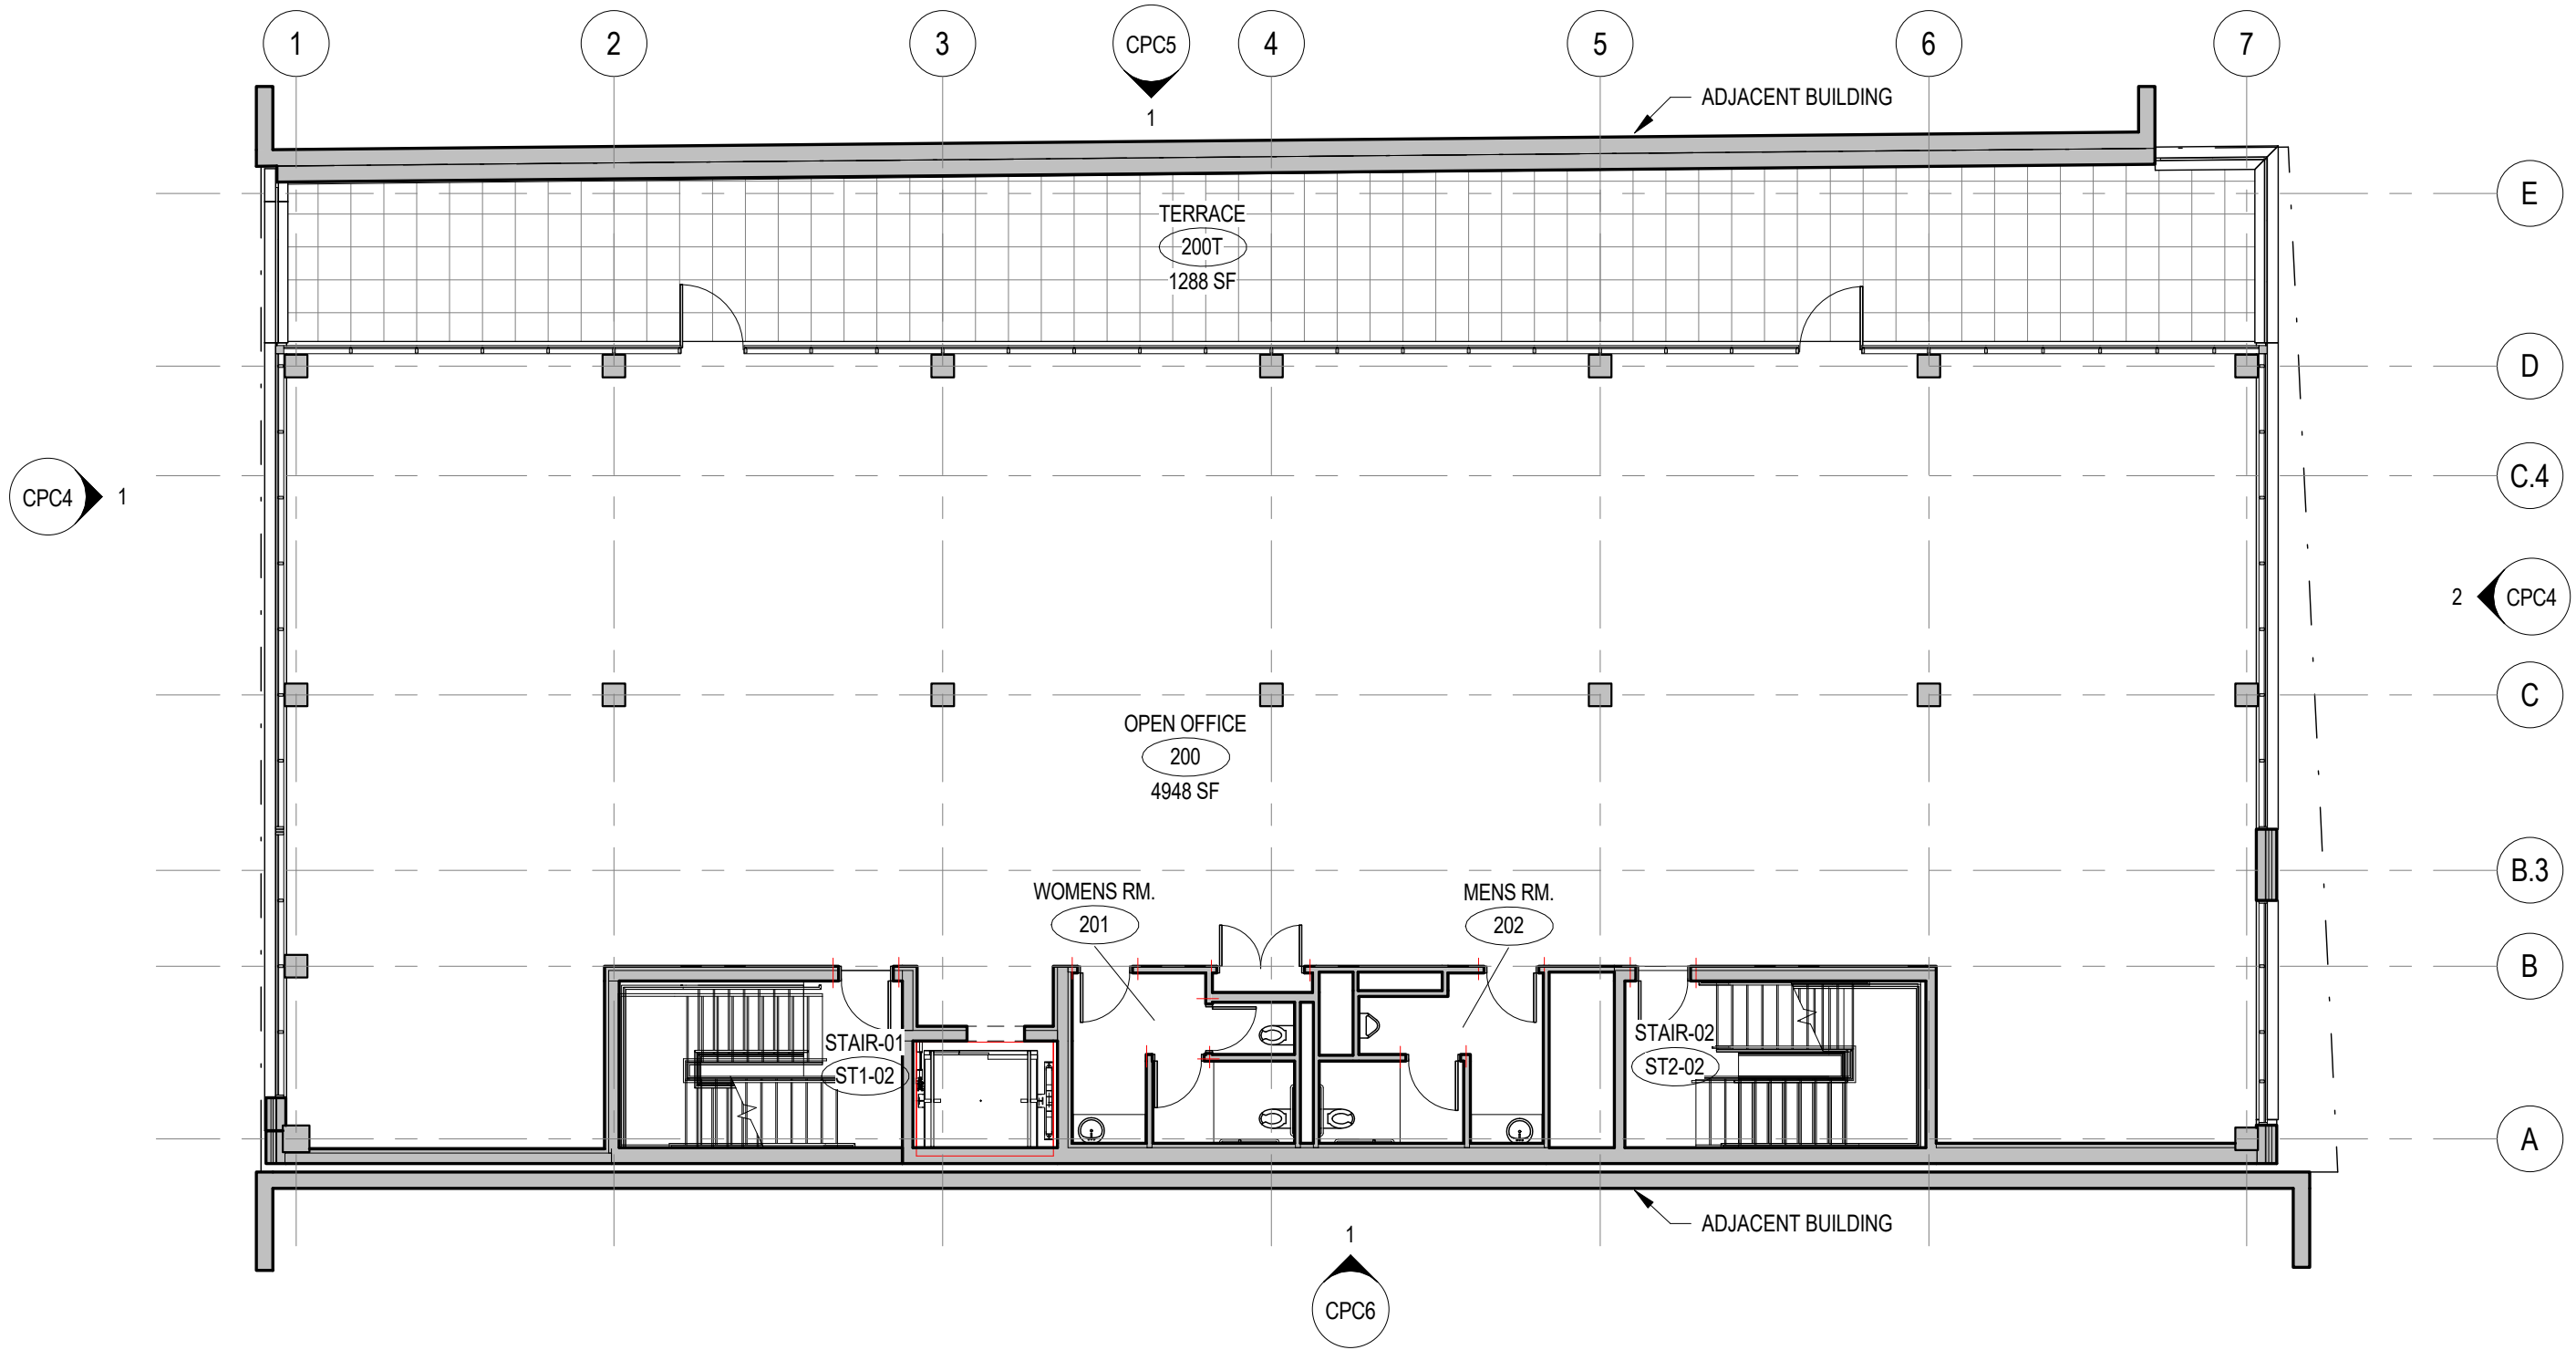 1
2
3
CPC5
4
5
6
7
1
ADJACENT BUILDING
E
TERRACE
200T
1288 SF
D
C.4
CPC4
1
2
CPC4
C
OPEN OFFICE
200
4948 SF
B.3
WOMENS RM.
201
MENS RM.
202
B
STAIR-01
ST1-02
STAIR-02
ST2-02
A
ADJACENT BUILDING
1
CPC6